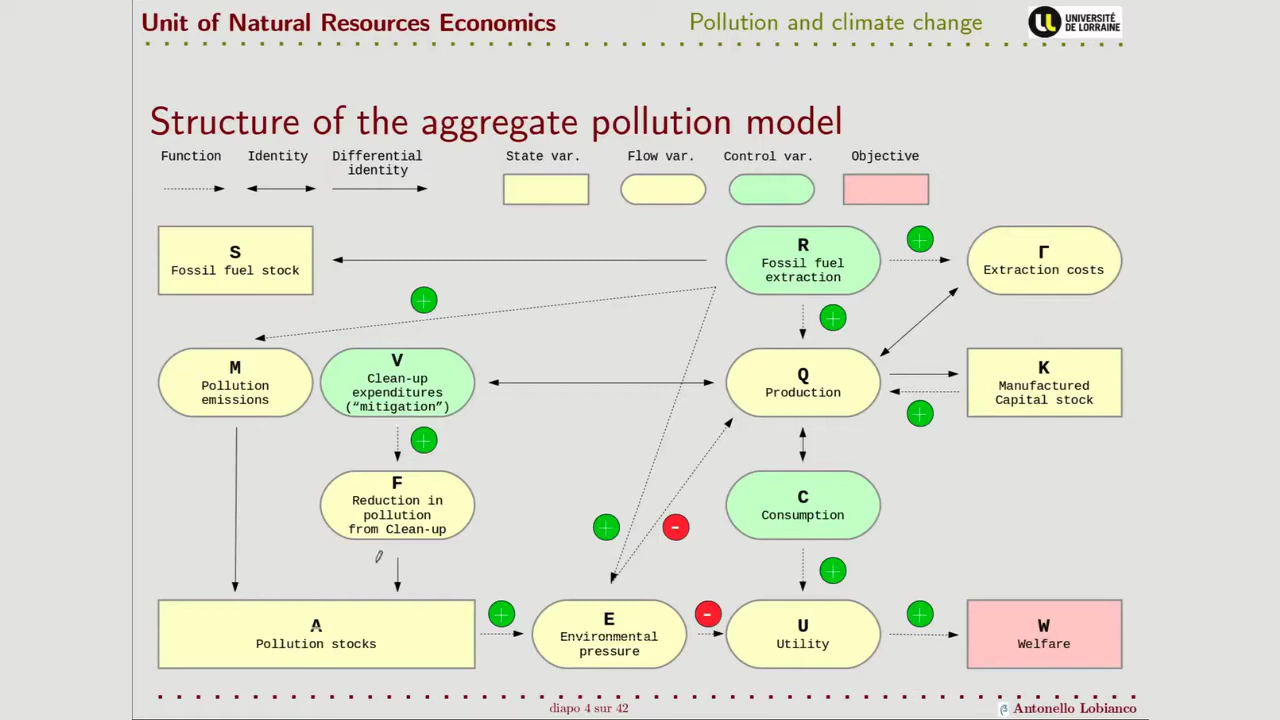 Unit of Natural Resources Economics
Pollution and climate change
UNIVERSITÉ
DE LORRAINE
Structure of the aggregate pollution model
Function
Identity
Differential
identity
State var.
Flow var.
Control var.
Objective
S
Fossil fuel stock
R
Fossil fuel
extraction
+
Γ
Extraction costs
+
+
M
Pollution
emissions
V
Clean-up
expenditures
("mitigation")
Q
Production
K
Manufactured
Capital stock
+
+
F
Reduction in
pollution
from Clean-up
C
Consumption
+
-
+
A
Pollution stocks
+
E
Environmental
pressure
-
U
Utility
+
W
Welfare
diapo 4 sur 42
β Antonello Lobianco